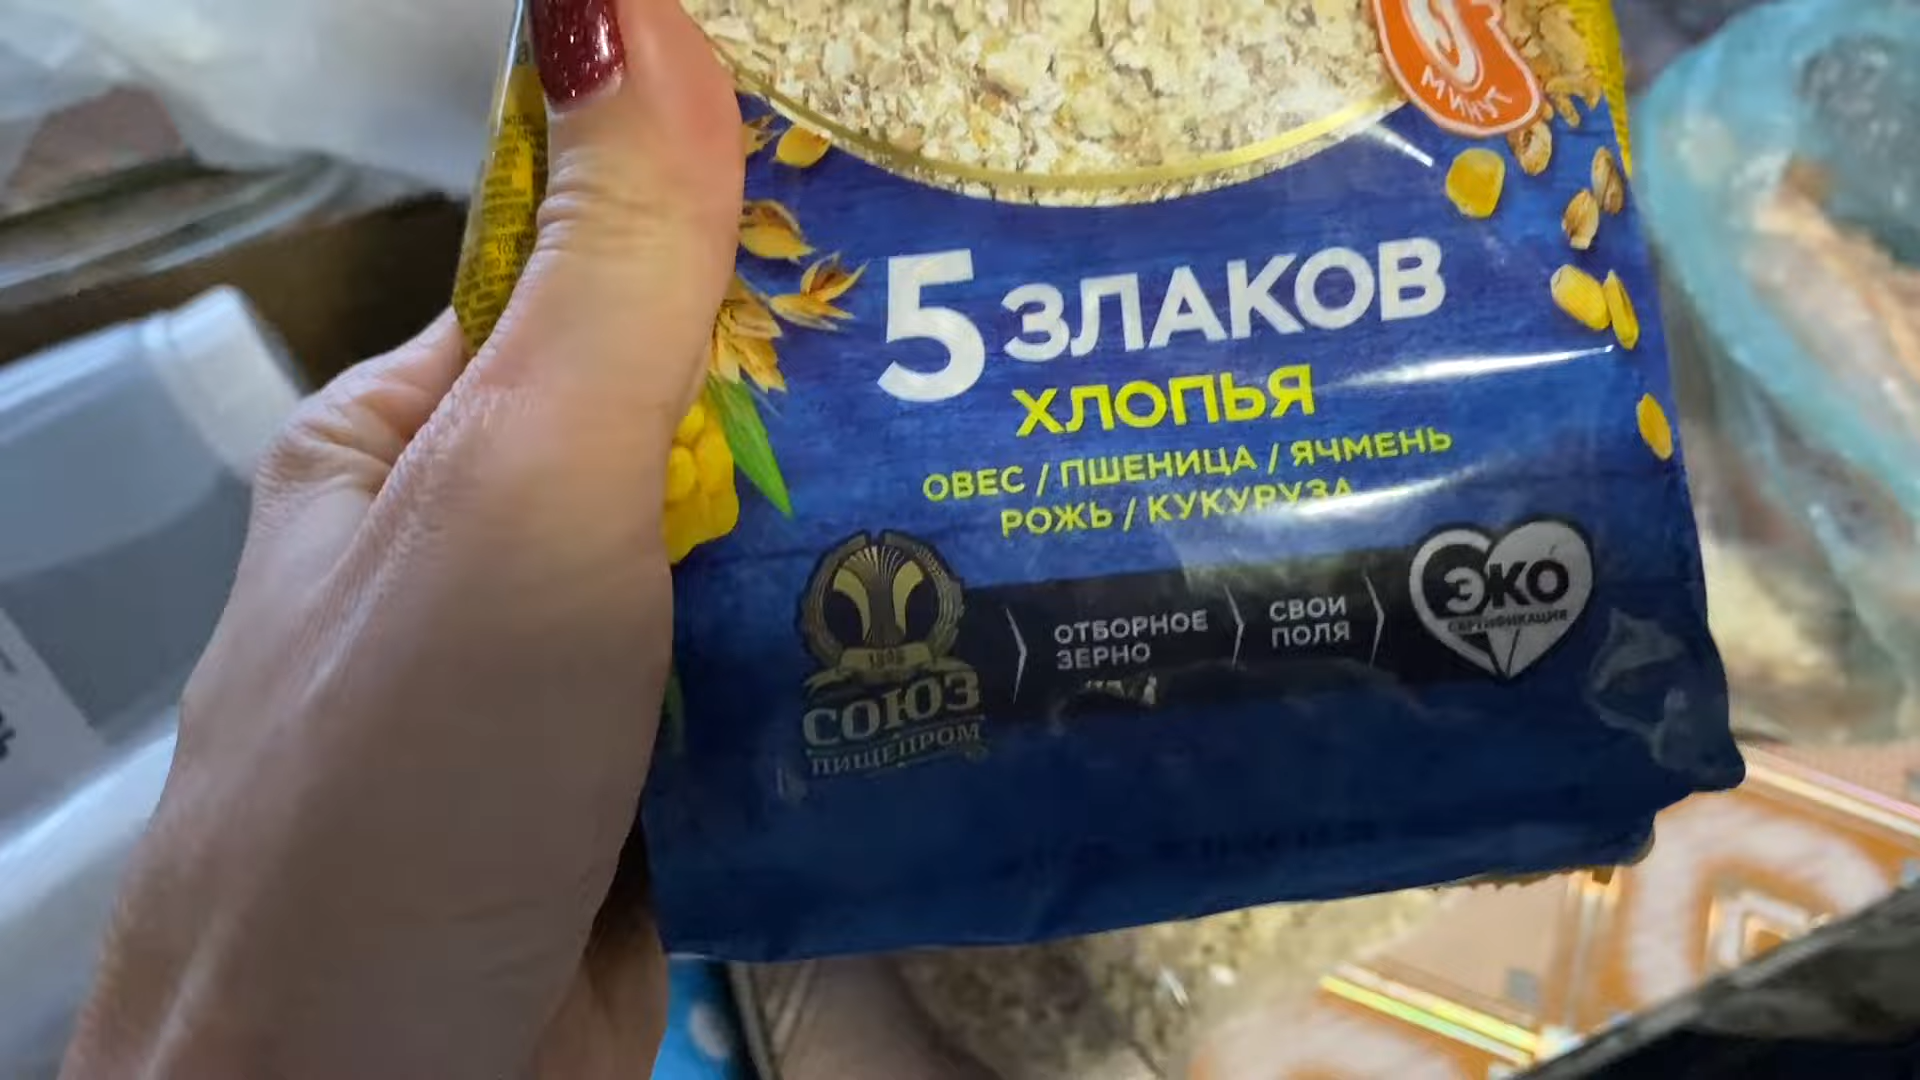 МИНУТ
5 ЗЛАКОВ
ХЛОПЬЯ
ОВЕС / ПШЕНИЦА / ЯЧМЕНЬ
РОЖЬ / КУКУРУЗА
СОЮЗ
ПИЩЕПРОМ
ОТБОРНОЕ
ЗЕРНО
СВОИ
ПОЛЯ
ЭКО
СЕРТИФИКАЦИЯ